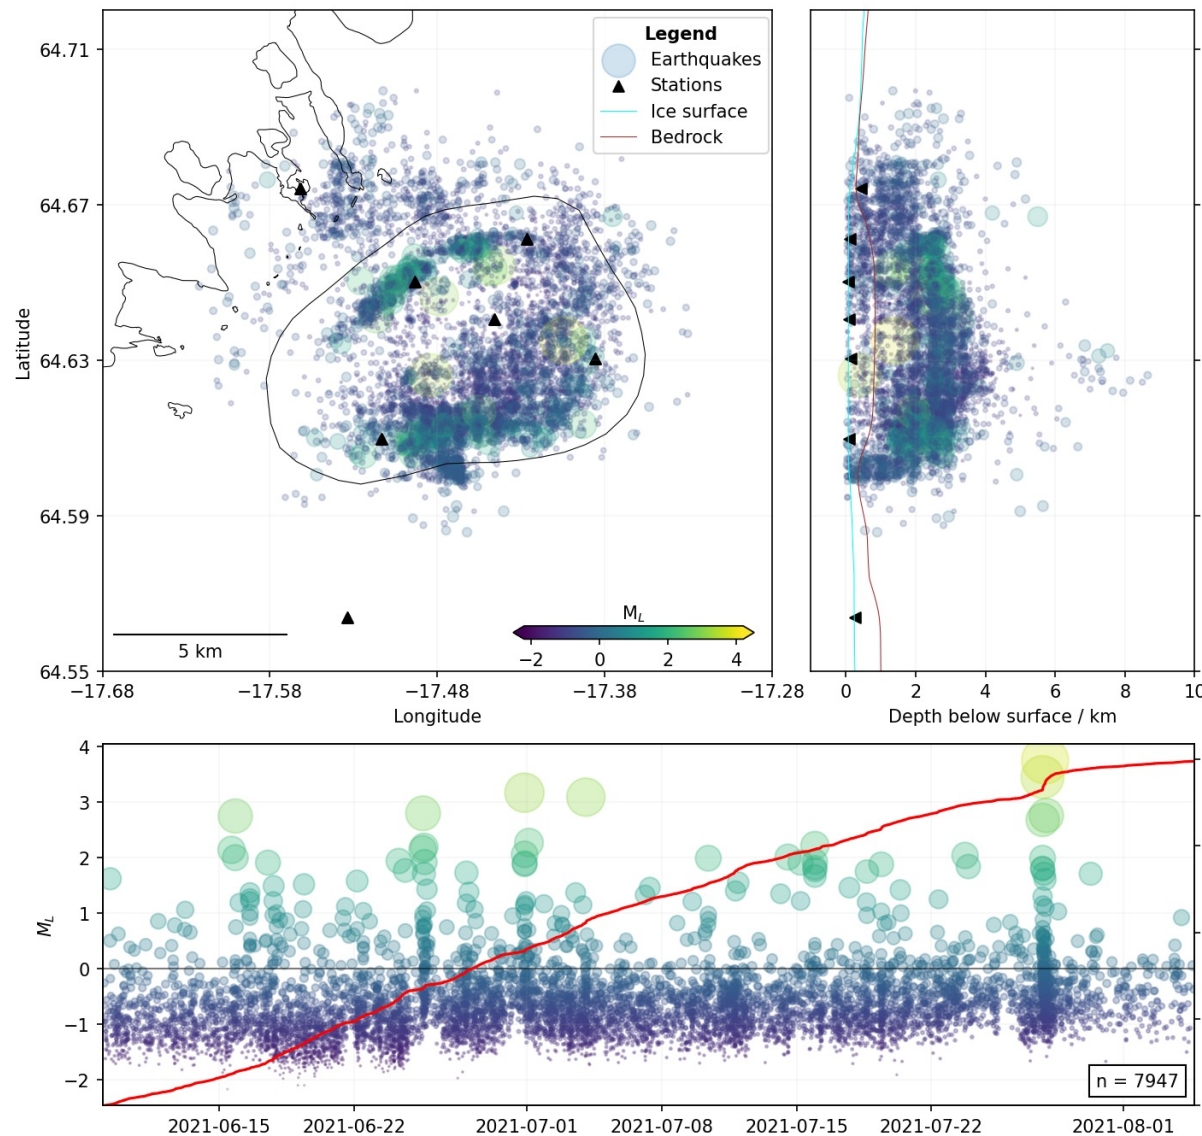 64.71
64.67
64.63
64.59
64.55
Latitude
Legend
Earthquakes
Stations
Ice surface
Bedrock
5 km
M_L
−2 0 2 4
−17.68 −17.58 −17.48 −17.38 −17.28
Longitude
0 2 4 6 8 10
Depth below surface / km
4
3
2
1
0
−1
−2
M_L
n = 7947
2021-06-15 2021-06-22 2021-07-01 2021-07-08 2021-07-15 2021-07-22 2021-08-01